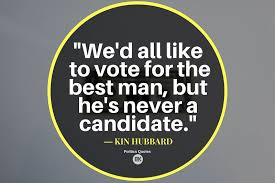 "We'd all like
to vote for the
best man, but
he's never a
candidate."
— KIN HUBBARD
Politics Quotes